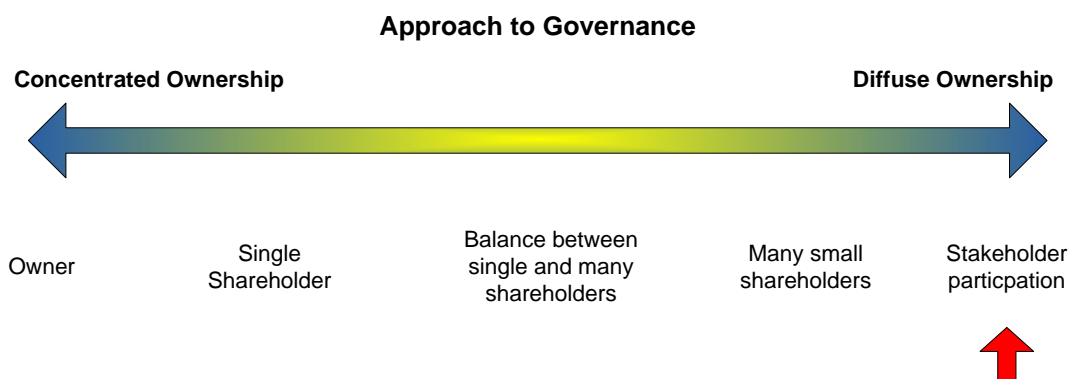 Approach to Governance
Concentrated Ownership
Diffuse Ownership
Owner
Single
Shareholder
Balance between
single and many
shareholders
Many small
shareholders
Stakeholder
particpation